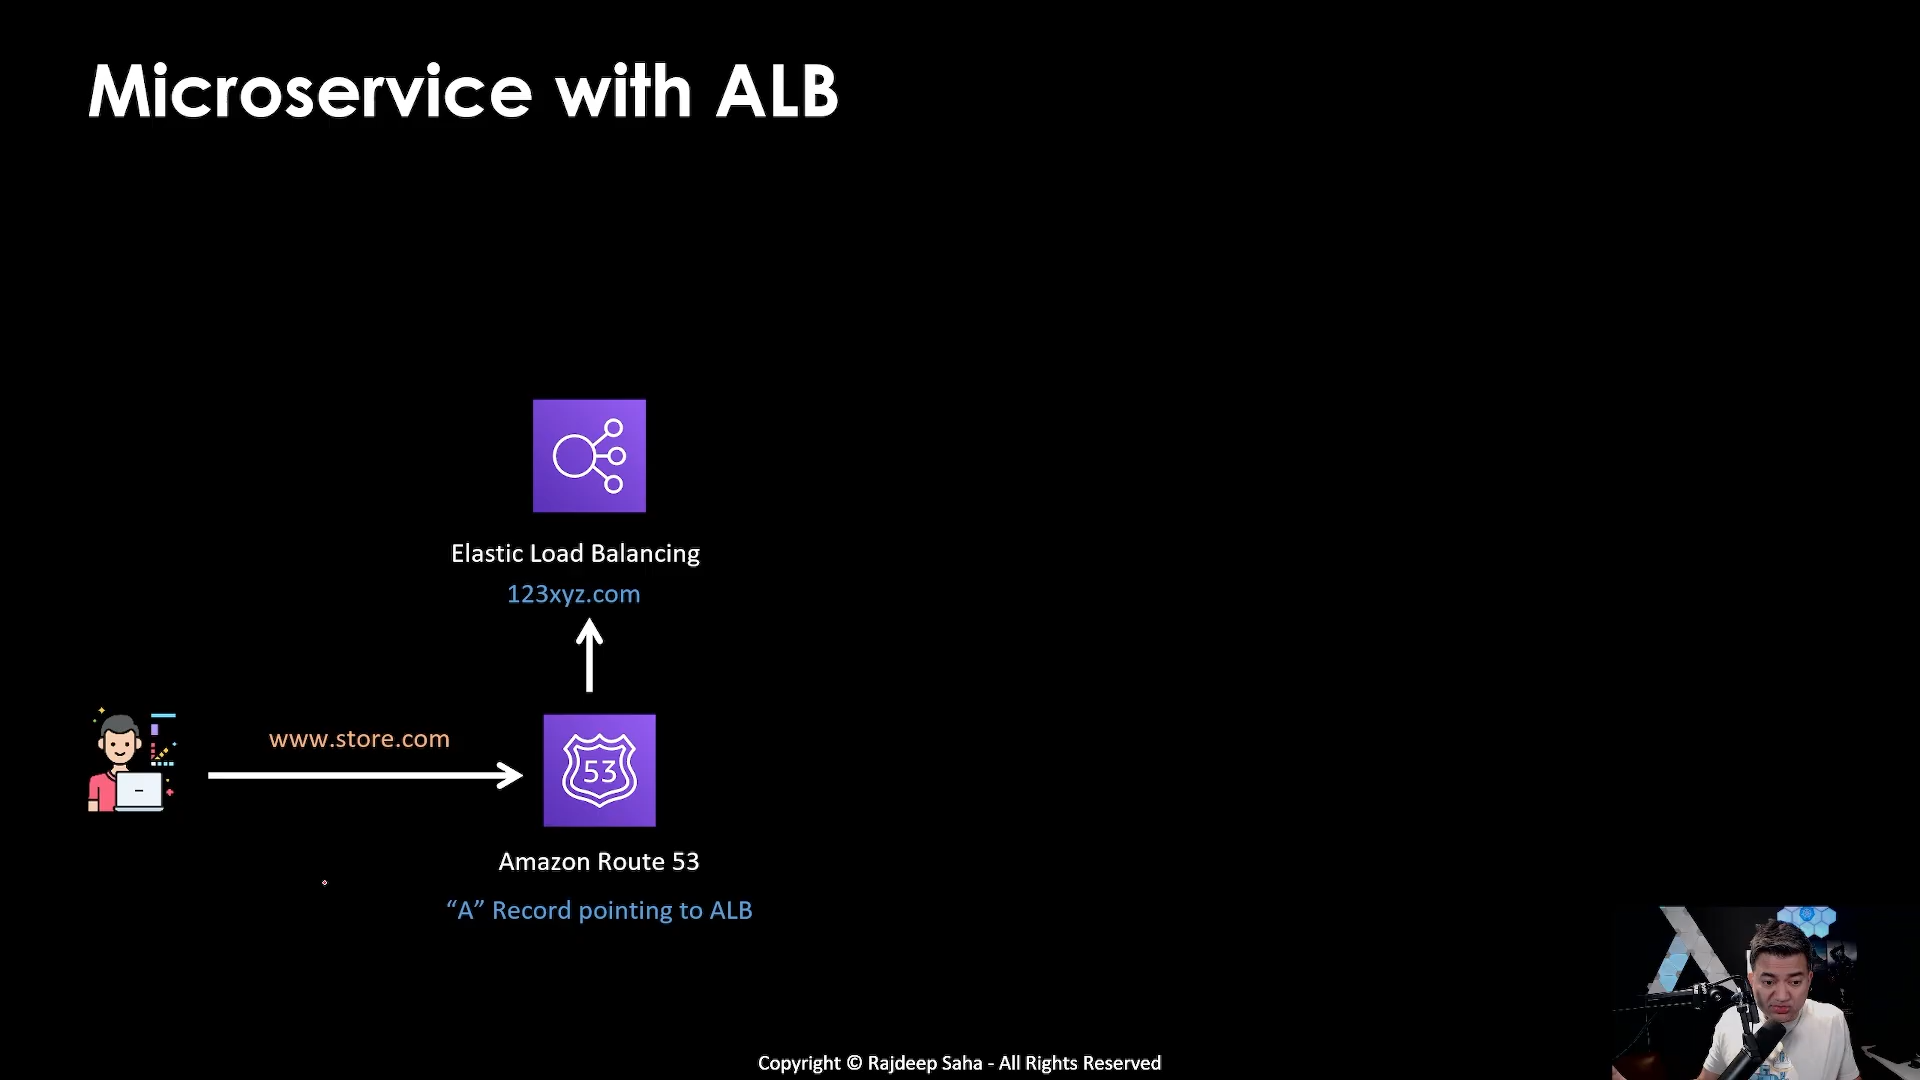 Microservice with ALB
Elastic Load Balancing
123xyz.com
www.store.com
53
Amazon Route 53
“A” Record pointing to ALB
Copyright © Rajdeep Saha - All Rights Reserved